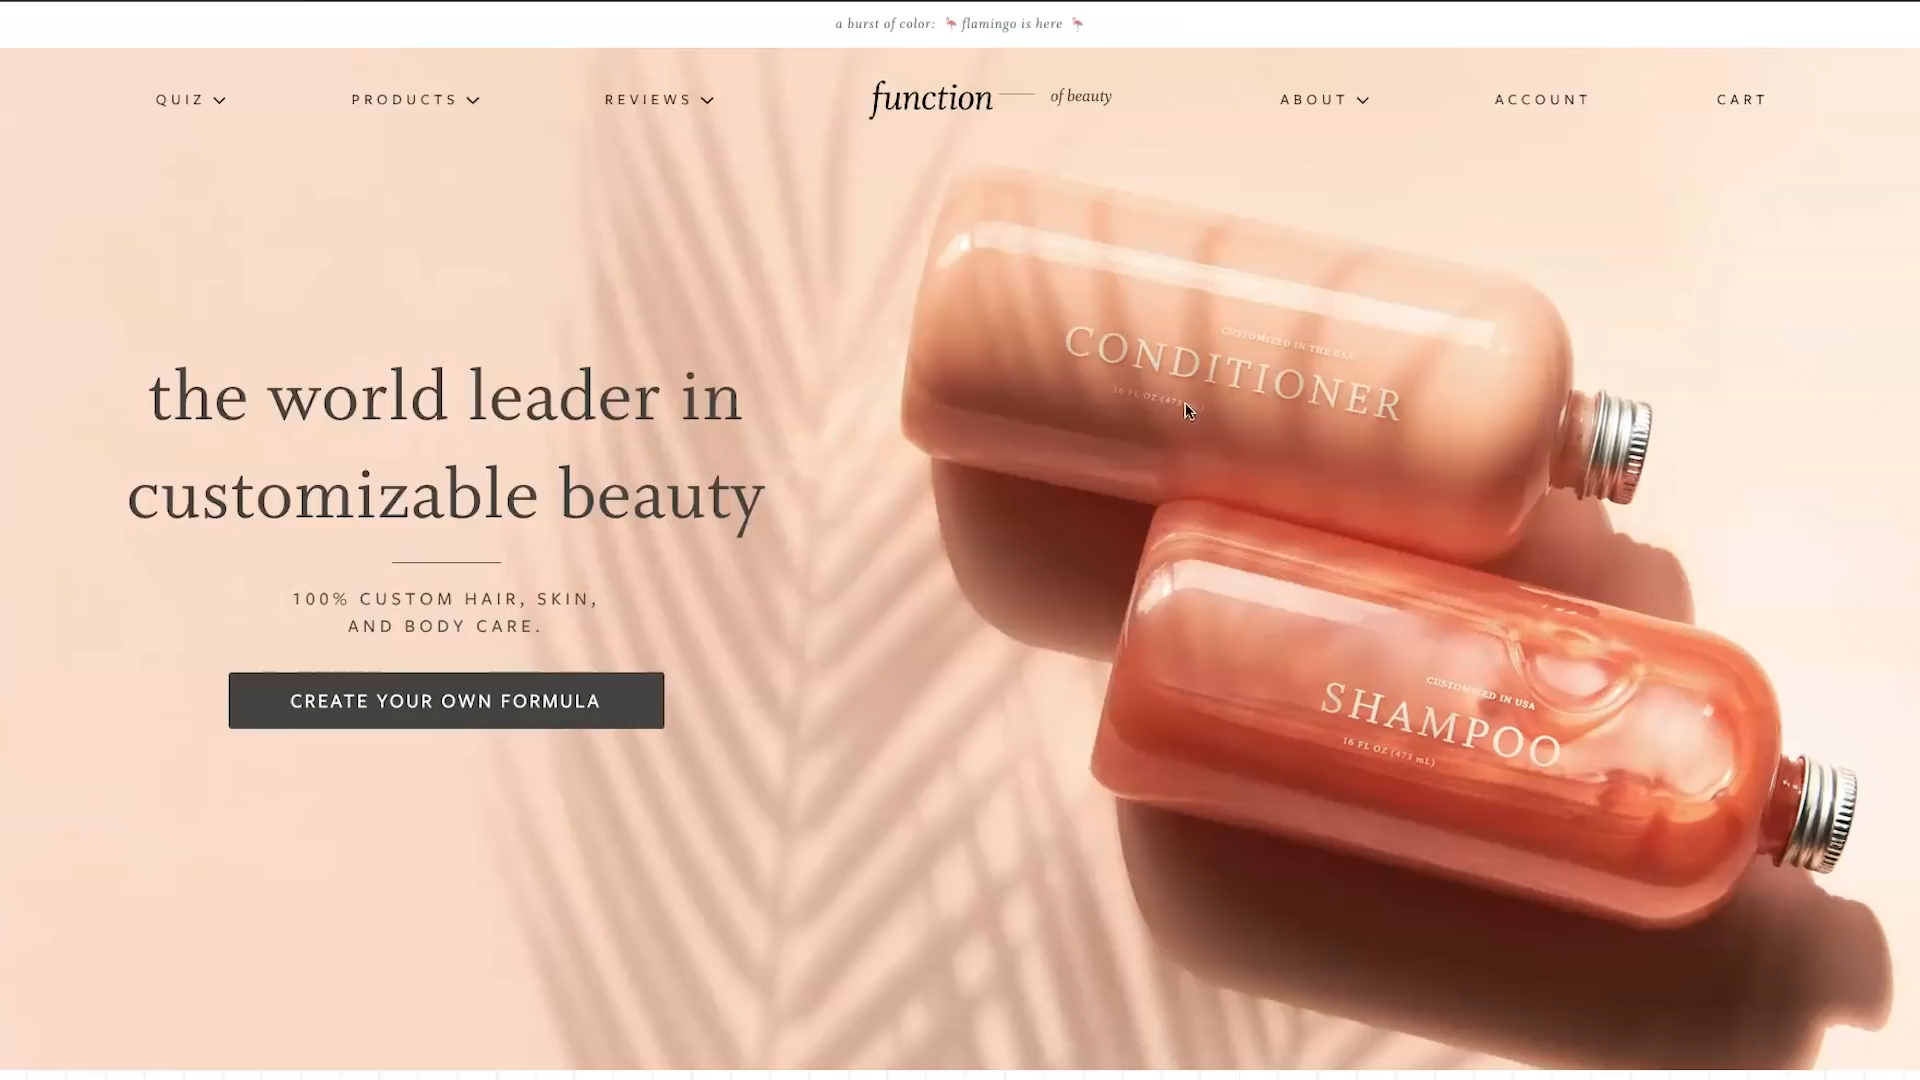 a burst of color: 🦩 flamingo is here 🦩
QUIZ PRODUCTS REVIEWS function of beauty ABOUT ACCOUNT CART
the world leader in
customizable beauty
100% CUSTOM HAIR, SKIN,
AND BODY CARE.
CREATE YOUR OWN FORMULA
CUSTOMIZED IN THE USA
CONDITIONER
16 FL OZ (473
CUSTOMIZED IN USA
SHAMPOO
16 FL OZ (473 mL)